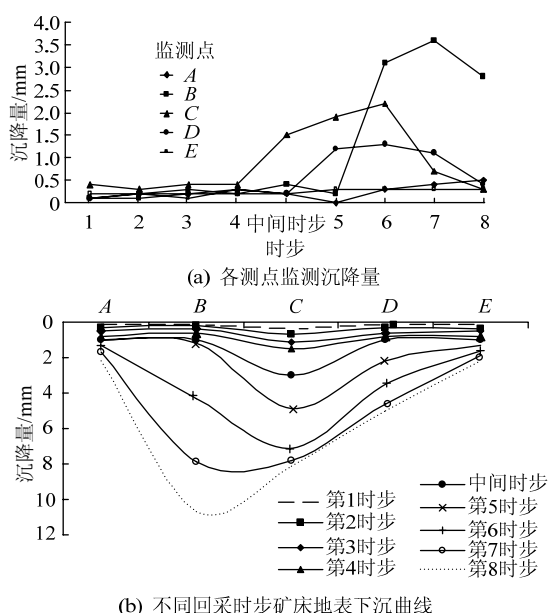 4.0
3.5
3.0
2.5
2.0
1.5
1.0
0.5
0
沉降量/mm
监测点
A
B
C
D
E
1 2 3 4 中间时步 5 6 7 8
时步
(a) 各测点监测沉降量
A B C D E
0
2
4
6
8
10
12
沉降量/mm
第1时步
第2时步
第3时步
第4时步
中间时步
第5时步
第6时步
第7时步
第8时步
(b) 不同回采时步矿床地表下沉曲线